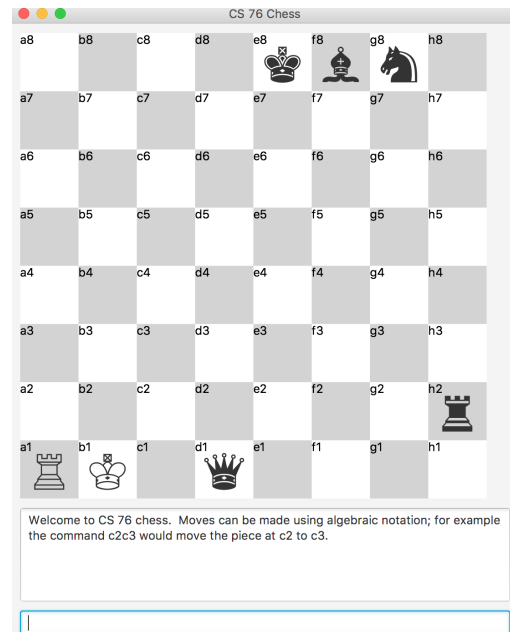 CS 76 Chess
a8 b8 c8 d8 e8 f8 g8 h8
a7 b7 c7 d7 e7 f7 g7 h7
a6 b6 c6 d6 e6 f6 g6 h6
a5 b5 c5 d5 e5 f5 g5 h5
a4 b4 c4 d4 e4 f4 g4 h4
a3 b3 c3 d3 e3 f3 g3 h3
a2 b2 c2 d2 e2 f2 g2 h2
a1 b1 c1 d1 e1 f1 g1 h1
Welcome to CS 76 chess.  Moves can be made using algebraic notation; for example
the command c2c3 would move the piece at c2 to c3.